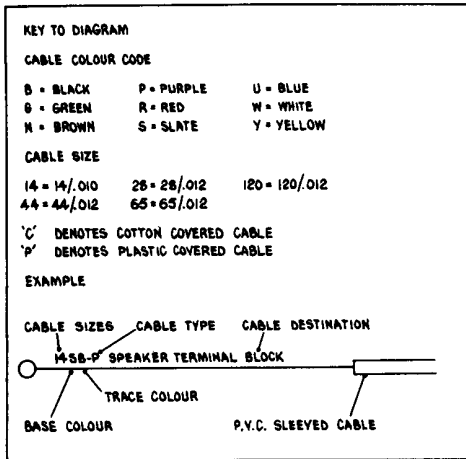 KEY TO DIAGRAM
CABLE COLOUR CODE
B = BLACK P = PURPLE U = BLUE
G = GREEN R = RED W = WHITE
N = BROWN S = SLATE Y = YELLOW
CABLE SIZE
14 = 14/.010 28 = 28/.012 120 = 120/.012
44 = 44/.012 65 = 65/.012
'C' DENOTES COTTON COVERED CABLE
'P' DENOTES PLASTIC COVERED CABLE
EXAMPLE
CABLE SIZES CABLE TYPE CABLE DESTINATION
14SB-P SPEAKER TERMINAL BLOCK
TRACE COLOUR
BASE COLOUR P.V.C. SLEEVED CABLE